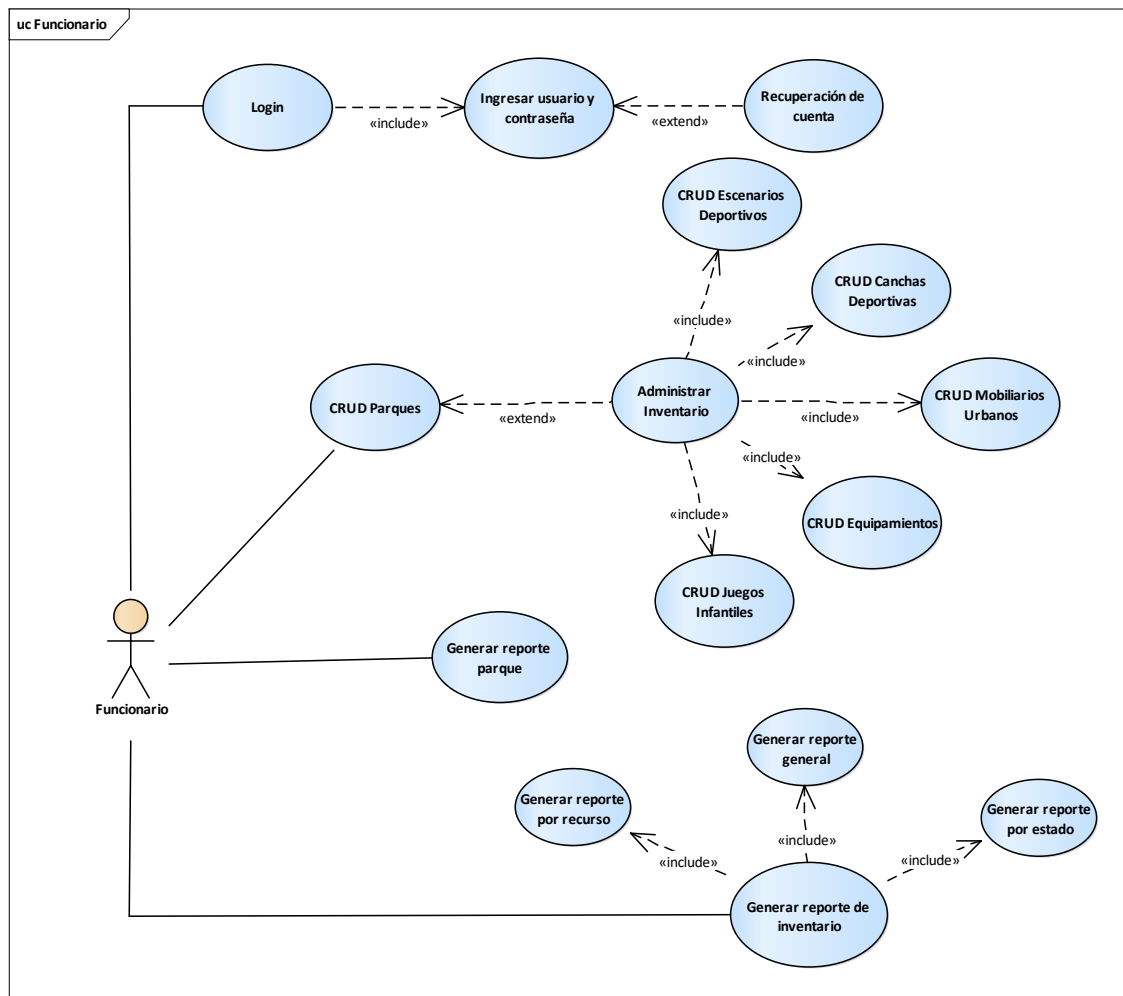 uc Funcionario
Login
«include»
Ingresar usuario y
contraseña
«extend»
Recuperación de
cuenta
CRUD Escenarios
Deportivos
«include»
CRUD Canchas
Deportivas
«include»
CRUD Parques
«extend»
Administrar
Inventario
«include»
CRUD Mobiliarios
Urbanos
«include»
CRUD Equipamientos
«include»
CRUD Juegos
Infantiles
Generar reporte
parque
Funcionario
Generar reporte
general
Generar reporte
por recurso
Generar reporte
por estado
«include»
«include»
«include»
Generar reporte de
inventario